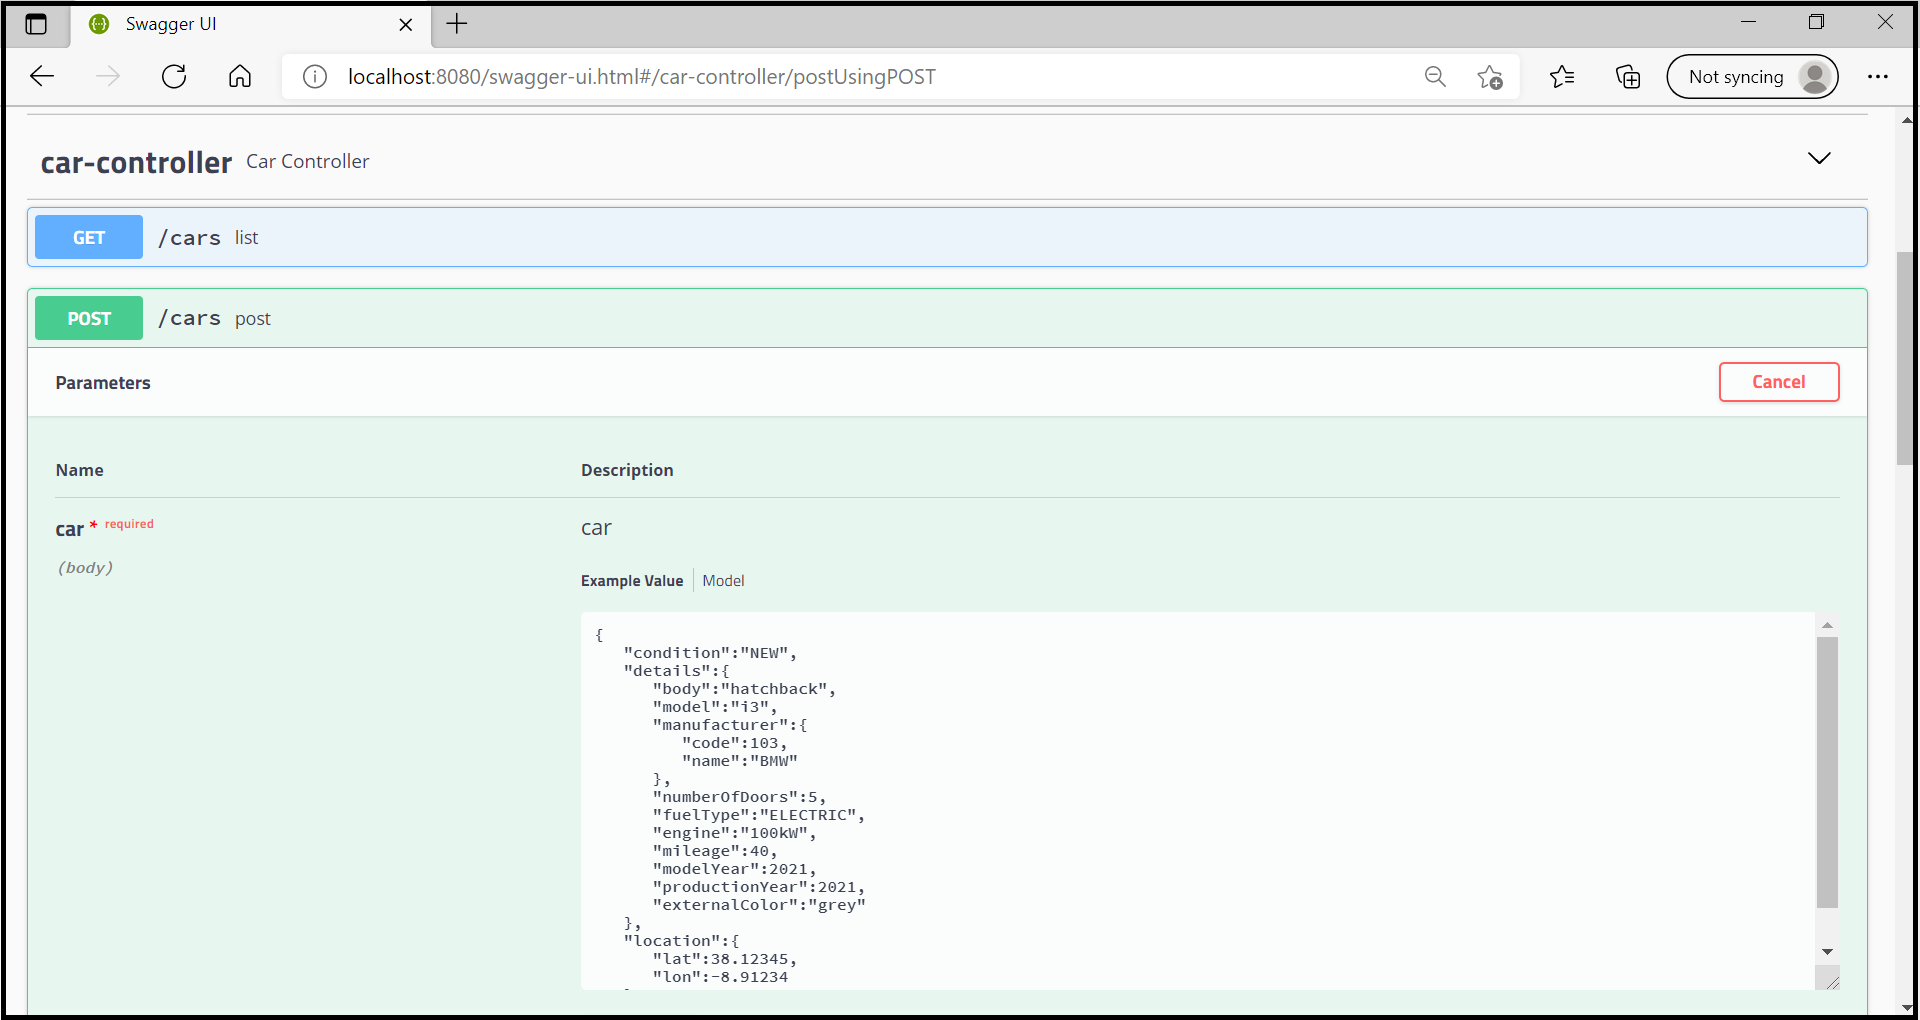 Swagger UI
localhost:8080/swagger-ui.html#/car-controller/postUsingPOST
Not syncing
car-controller Car Controller
GET /cars list
POST /cars post
Parameters
Cancel
Name Description
car * required
(body)
car
Example Value Model
{
   "condition":"NEW",
   "details":{
      "body":"hatchback",
      "model":"i3",
      "manufacturer":{
         "code":103,
         "name":"BMW"
      },
      "numberOfDoors":5,
      "fuelType":"ELECTRIC",
      "engine":"100kW",
      "mileage":40,
      "modelYear":2021,
      "productionYear":2021,
      "externalColor":"grey"
   },
   "location":{
      "lat":38.12345,
      "lon":-8.91234